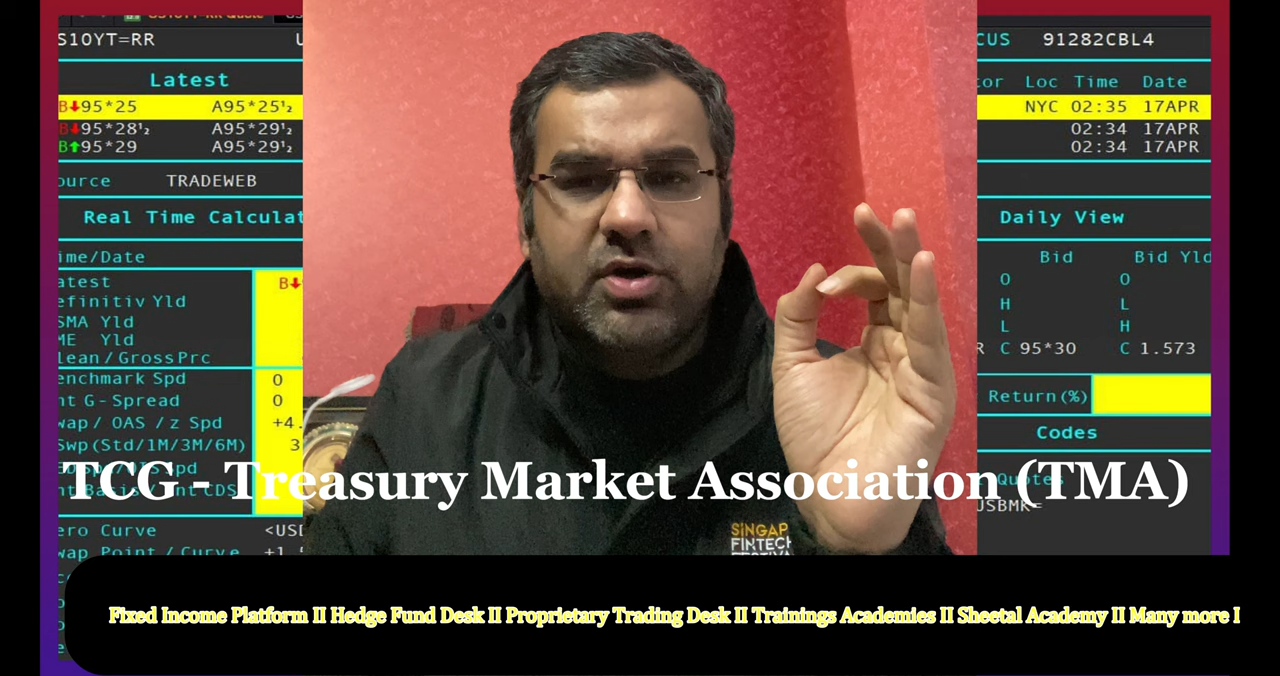 S10YT=RR
CUS 91282CBL4
Latest
tor Loc Time Date
B↓95*25 A95*25½
NYC 02:35 17APR
B↓95*28½ A95*29½
02:34 17APR
B↑95*29 A95*29½
02:34 17APR
ource TRADEWEB
Real Time Calculat
Daily View
ime/Date
Bid Bid Yld
atest B↓
O O
efinitiv Yld
H L
SMA Yld
L H
ME Yld
C 95*30 C 1.573
lean/GrossPrc
enchmark Spd 0
Return(%)
nt G-Spread 0
wap/OAS/z Spd +4.
Swp(Std/1M/3M/6M) 3
Codes
TCG - Treasury Market Association (TMA)
Quotes
USBMK=
ero Curve <USD
wap Point/Curve
SINGAP
FINTECH
FESTIVA
Fixed Income Platform II Hedge Fund Desk II Proprietary Trading Desk II Trainings Academies II Sheetal Academy II Many more I